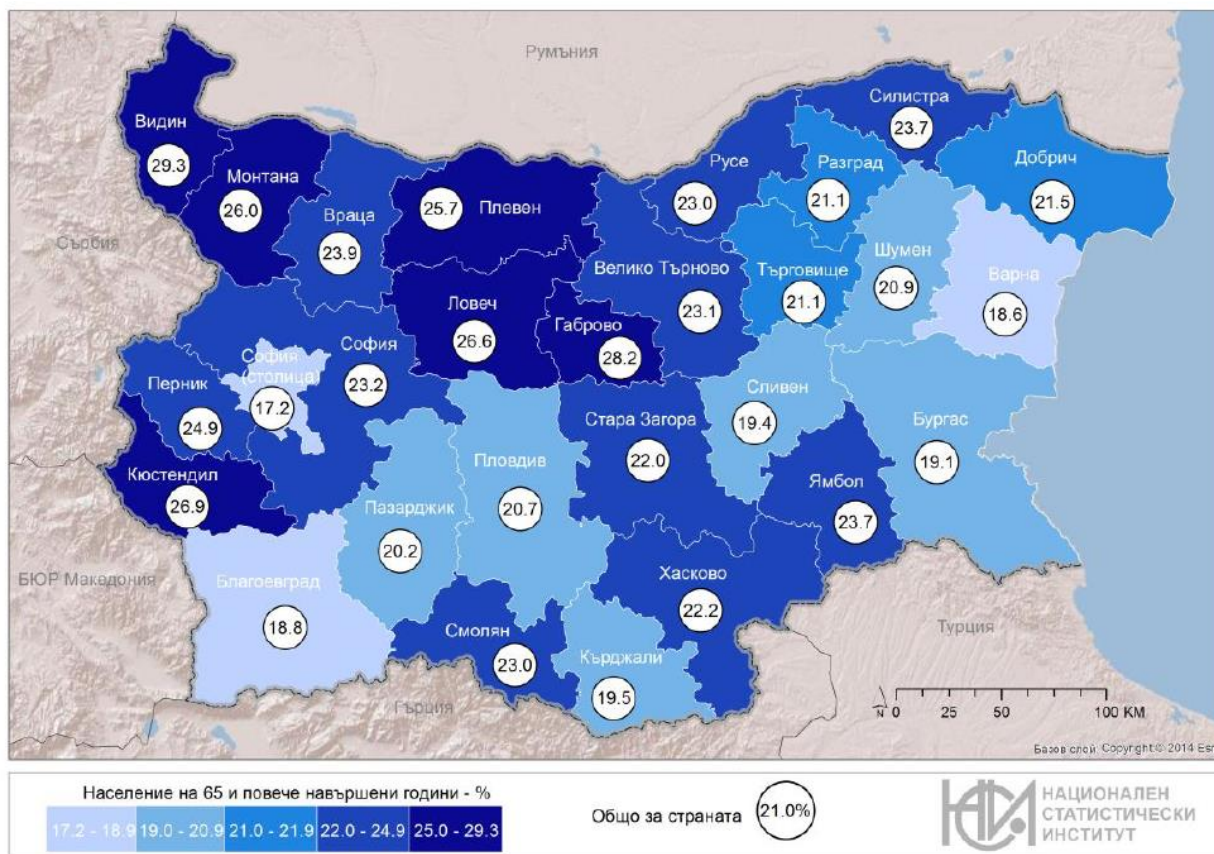 Румъния
Силистра
23.7
Видин
29.3
Русе
23.0
Разград
21.1
Добрич
21.5
Монтана
26.0
25.7
Плевен
Враца
23.9
Сърбия
Шумен
20.9
Велико Търново
23.1
Търговище
21.1
Варна
18.6
Ловеч
26.6
Габрово
28.2
София
(столица)
17.2
София
23.2
Перник
24.9
Сливен
19.4
Стара Загора
22.0
Бургас
19.1
Пловдив
20.7
Кюстендил
26.9
Ямбол
23.7
Пазарджик
20.2
БЮР Македония
Благоевград
18.8
Хасково
22.2
Турция
Смолян
23.0
Кърджали
19.5
Гърция
N 0 25 50 100 КМ
Базов слой: Copyright:© 2014 Esr
Население на 65 и повече навършени години - %
17.2 - 18.9 19.0 - 20.9 21.0 - 21.9 22.0 - 24.9 25.0 - 29.3
Общо за страната 21.0%
НСИ
НАЦИОНАЛЕН
СТАТИСТИЧЕСКИ
ИНСТИТУТ